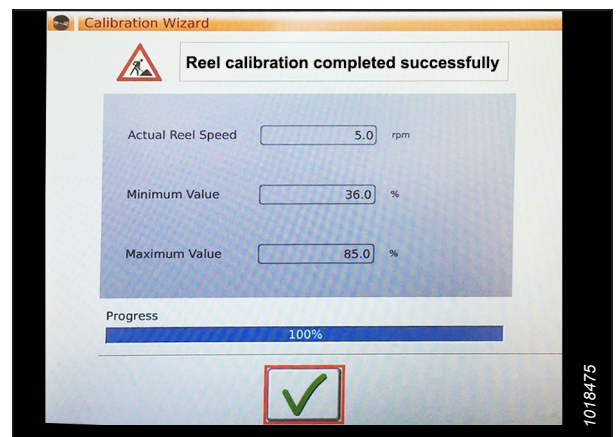 Calibration Wizard
Reel calibration completed successfully
Actual Reel Speed 5.0 rpm
Minimum Value 36.0 %
Maximum Value 85.0 %
Progress
100%
1018475